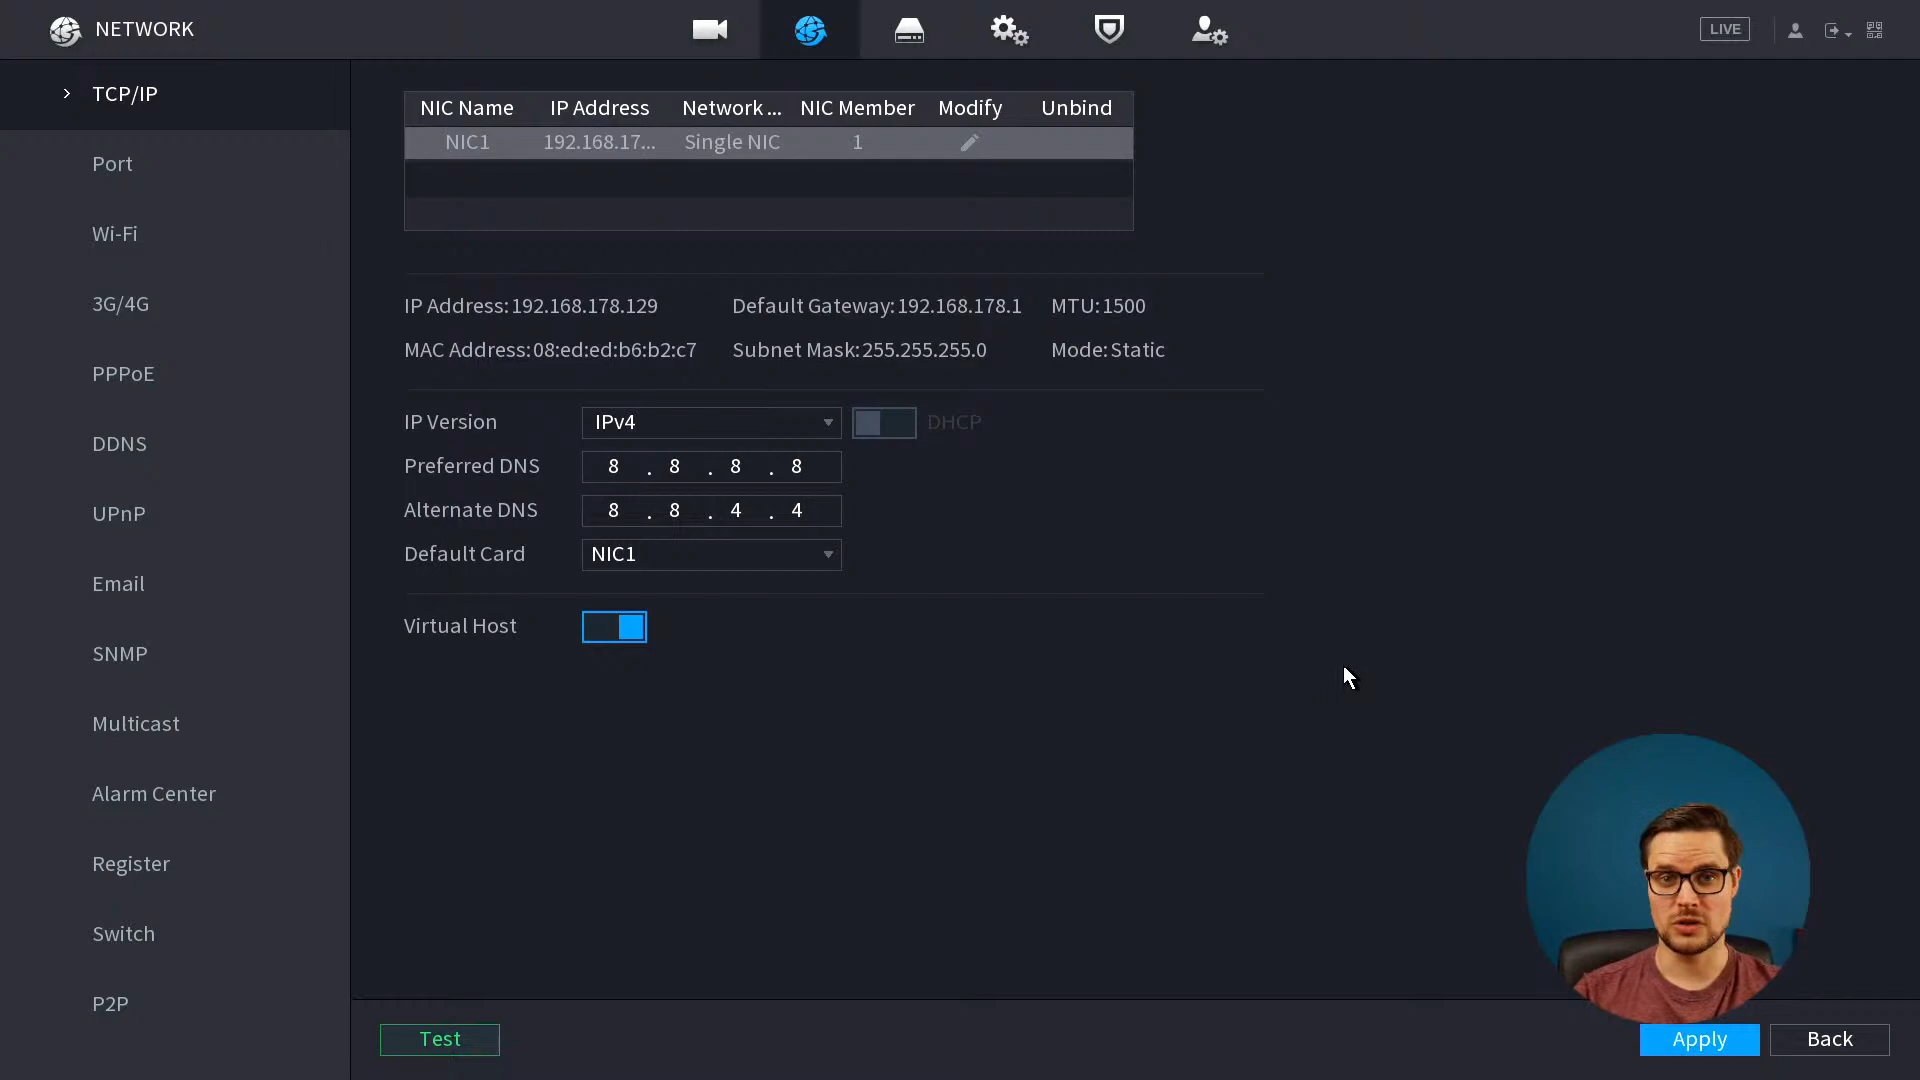 NETWORK
LIVE
TCP/IP
Port
Wi-Fi
3G/4G
PPPoE
DDNS
UPnP
Email
SNMP
Multicast
Alarm Center
Register
Switch
P2P
NIC Name IP Address Network ... NIC Member Modify Unbind
NIC1 192.168.17... Single NIC 1
IP Address:192.168.178.129 Default Gateway:192.168.178.1 MTU:1500
MAC Address:08:ed:ed:b6:b2:c7 Subnet Mask:255.255.255.0 Mode:Static
IP Version IPv4 DHCP
Preferred DNS 8 . 8 . 8 . 8
Alternate DNS 8 . 8 . 4 . 4
Default Card NIC1
Virtual Host
Test Apply Back